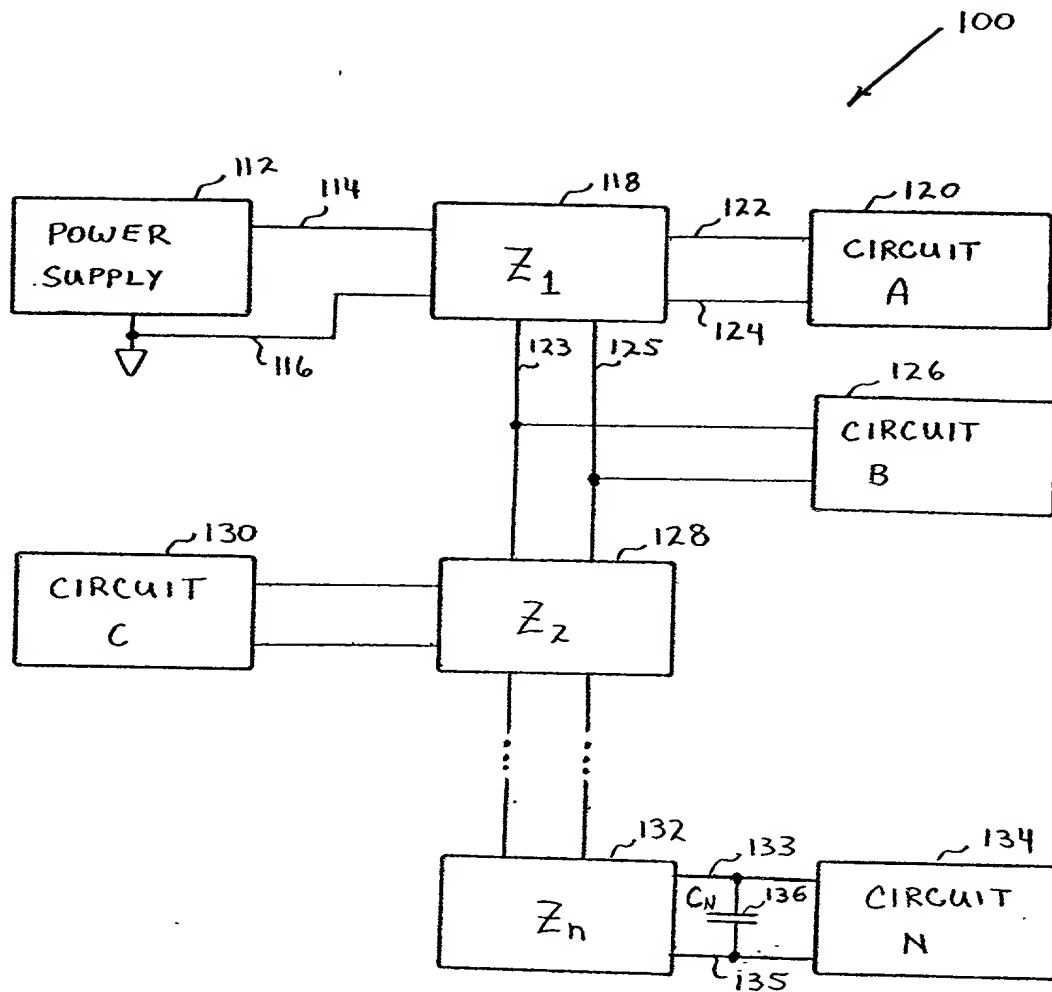 100
112
114
118
122
120
POWER
SUPPLY
Z1
CIRCUIT
A
124
116
123
125
126
CIRCUIT
B
130
128
CIRCUIT
C
Z2
132
133
134
CN
136
CIRCUIT
N
Zn
135